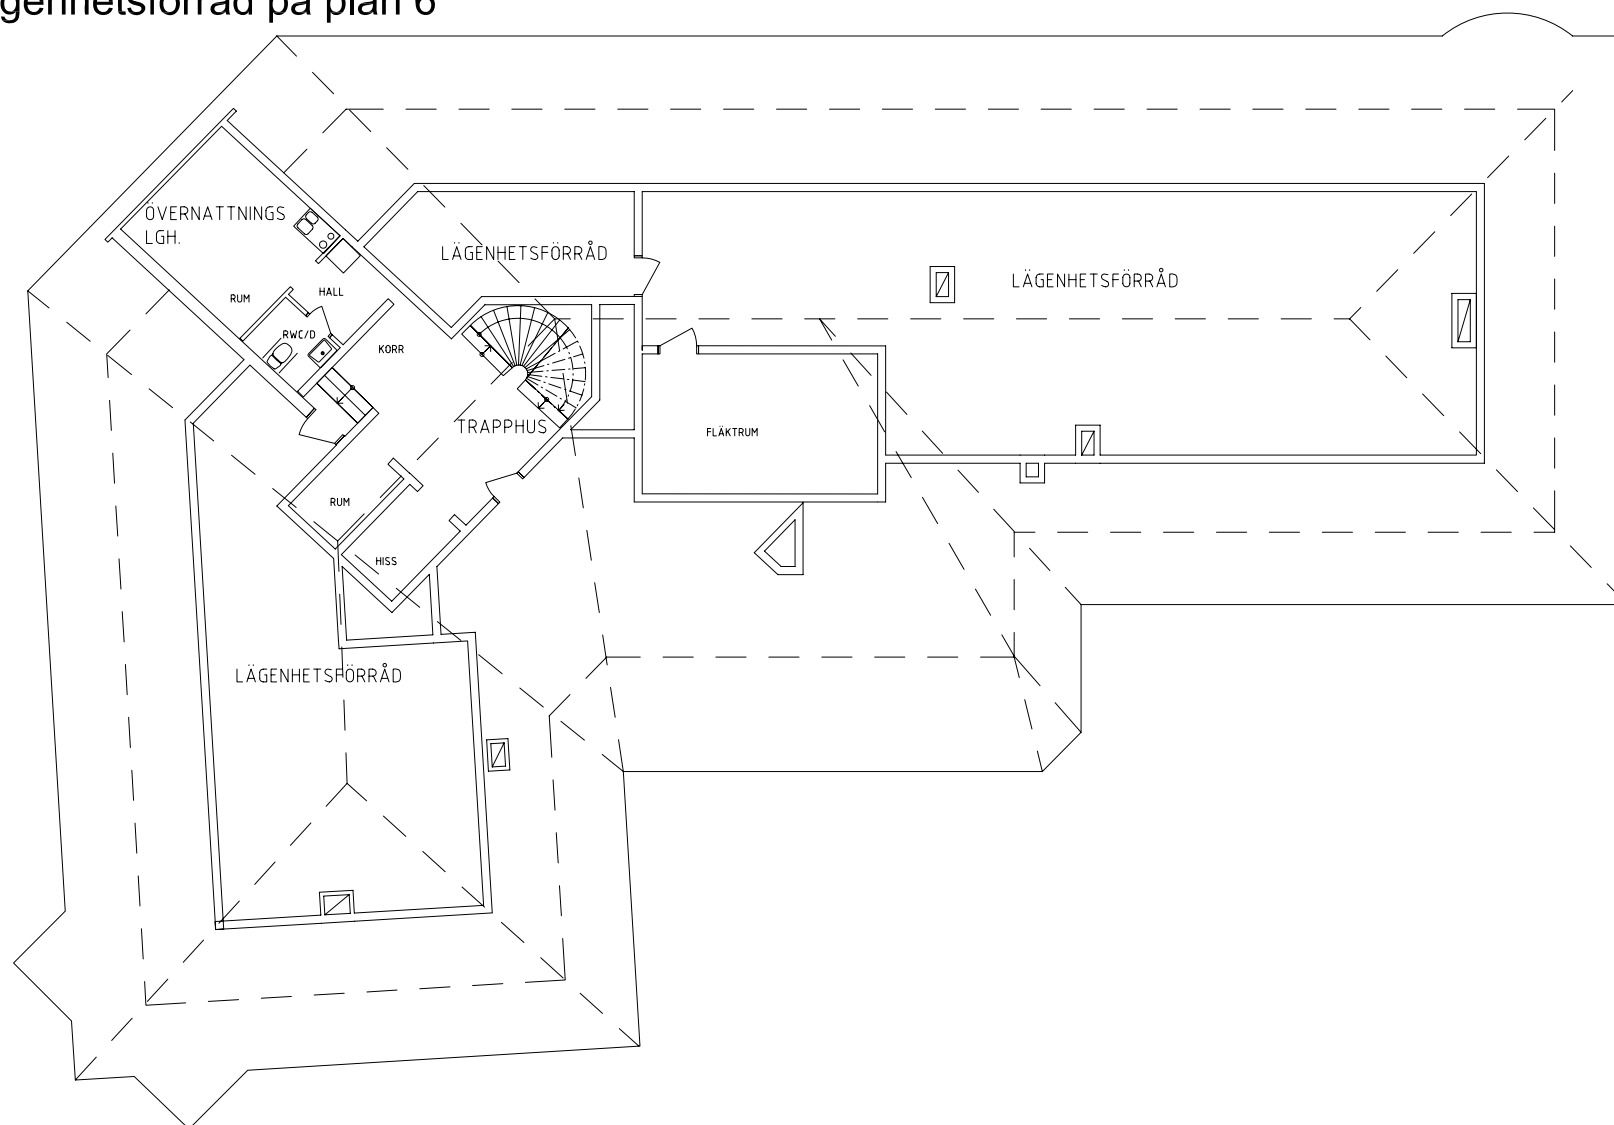 genhetsförråd på plan 6
ÖVERNATTNINGS
LGH.
LÄGENHETSFÖRRÅD
LÄGENHETSFÖRRÅD
RUM
HALL
RWC/D
KORR
TRAPPHUS
FLÄKTRUM
RUM
HISS
LÄGENHETSFÖRRÅD